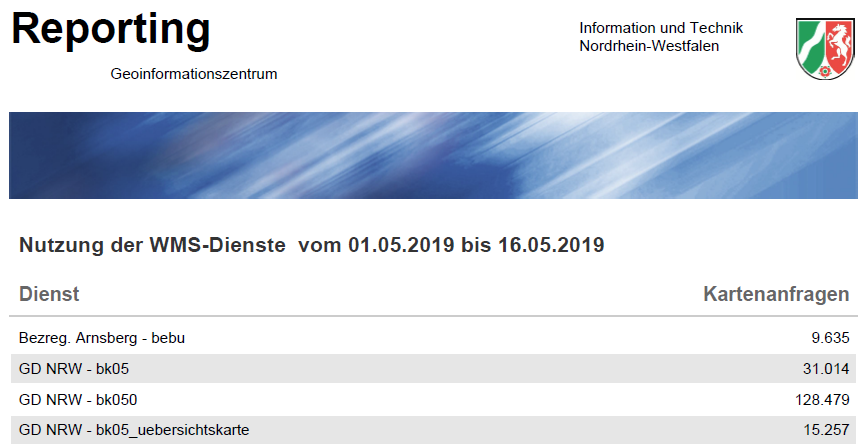 Reporting
Information und Technik
Nordrhein-Westfalen
Geoinformationszentrum
Nutzung der WMS-Dienste vom 01.05.2019 bis 16.05.2019
Dienst Kartenanfragen
Bezreg. Arnsberg - bebu 9.635
GD NRW - bk05 31.014
GD NRW - bk050 128.479
GD NRW - bk05_uebersichtskarte 15.257